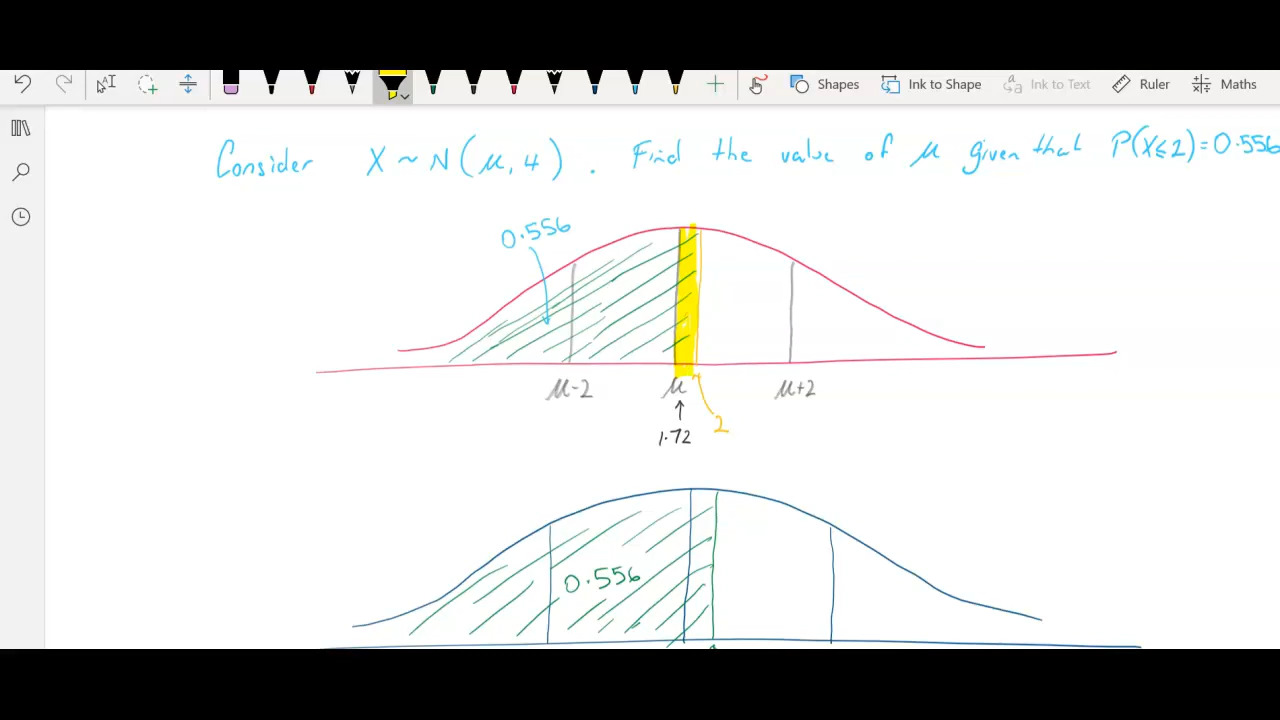 Shapes Ink to Shape Ink to Text Ruler Maths
Consider X ~ N(μ, 4). Find the value of μ given that P(X≤2)=0.556
0.556
μ-2 μ μ+2
2
1.72
0.556